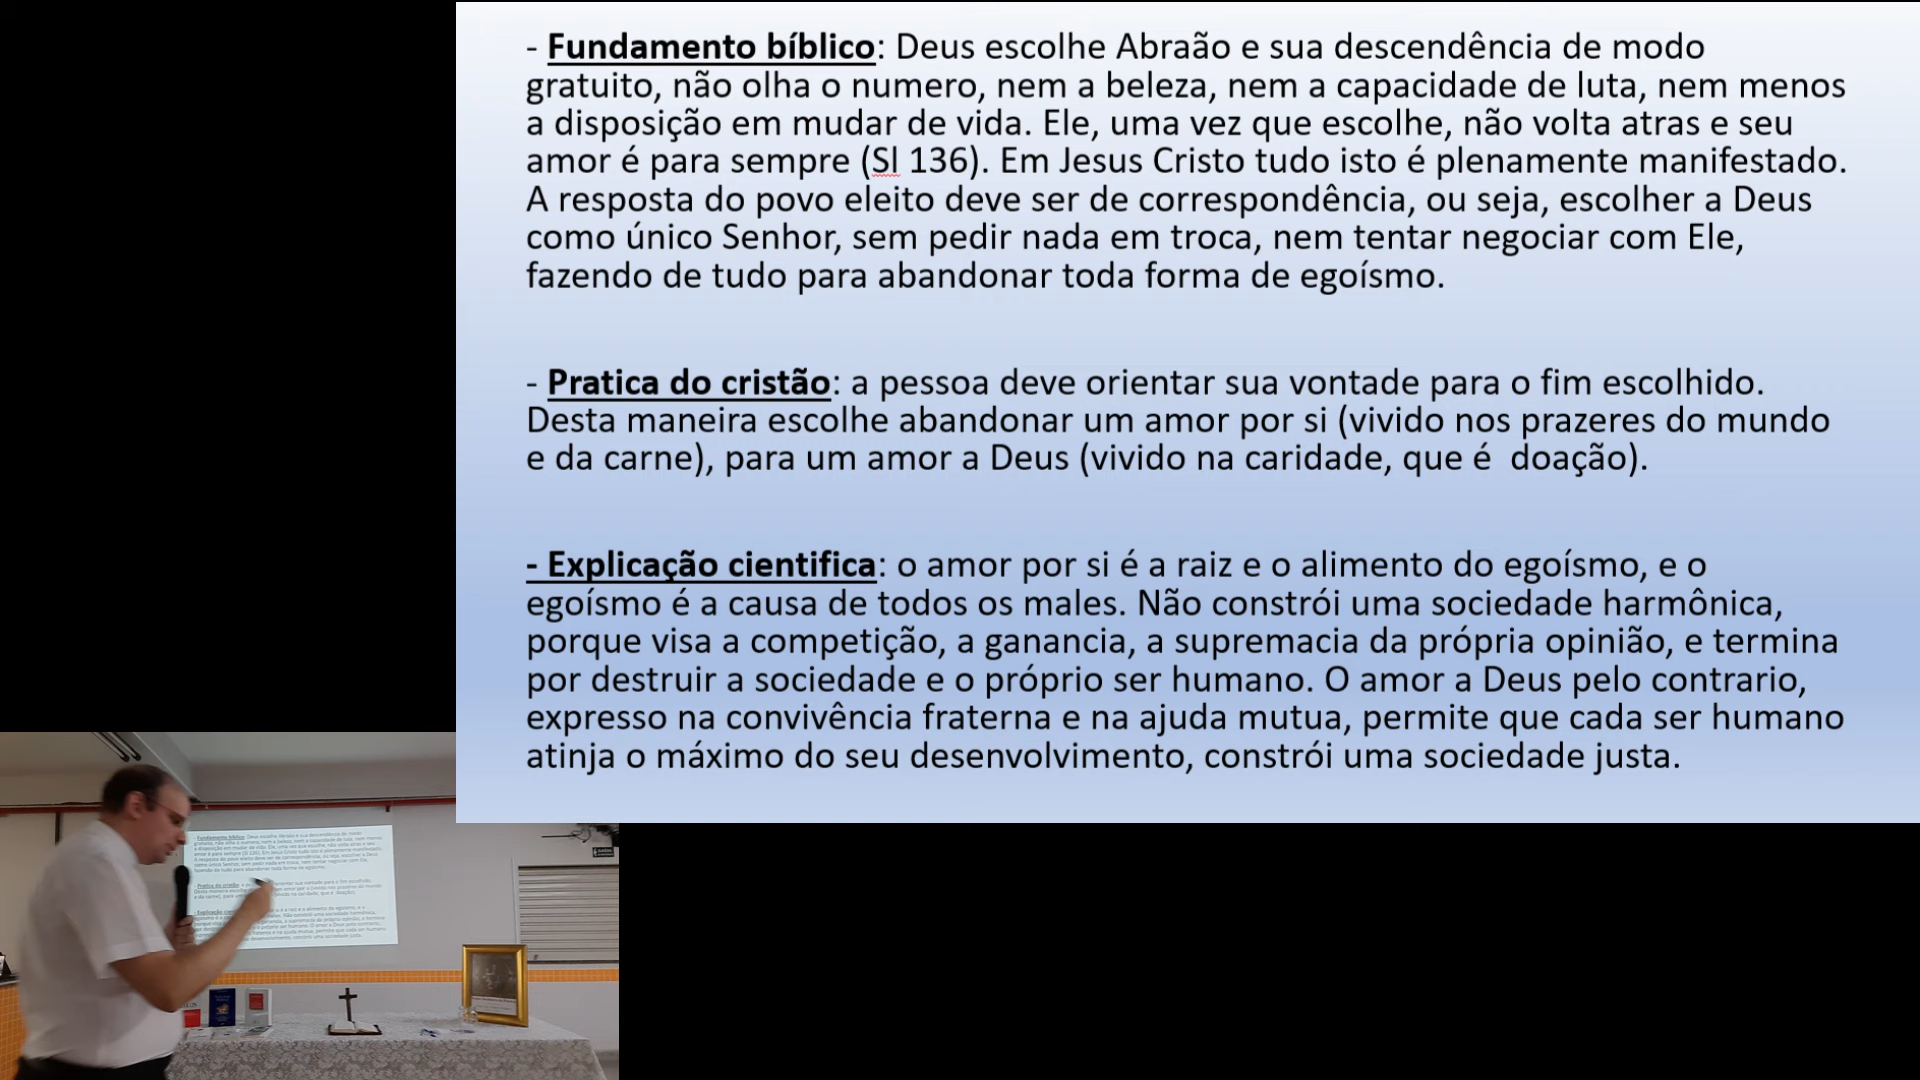 - Fundamento bíblico: Deus escolhe Abraão e sua descendência de modo
gratuito, não olha o numero, nem a beleza, nem a capacidade de luta, nem menos
a disposição em mudar de vida. Ele, uma vez que escolhe, não volta atras e seu
amor é para sempre (Sl 136). Em Jesus Cristo tudo isto é plenamente manifestado.
A resposta do povo eleito deve ser de correspondência, ou seja, escolher a Deus
como único Senhor, sem pedir nada em troca, nem tentar negociar com Ele,
fazendo de tudo para abandonar toda forma de egoísmo.
- Pratica do cristão: a pessoa deve orientar sua vontade para o fim escolhido.
Desta maneira escolhe abandonar um amor por si (vivido nos prazeres do mundo
e da carne), para um amor a Deus (vivido na caridade, que é  doação).
- Explicação cientifica: o amor por si é a raiz e o alimento do egoísmo, e o
egoísmo é a causa de todos os males. Não constrói uma sociedade harmônica,
porque visa a competição, a ganancia, a supremacia da própria opinião, e termina
por destruir a sociedade e o próprio ser humano. O amor a Deus pelo contrario,
expresso na convivência fraterna e na ajuda mutua, permite que cada ser humano
atinja o máximo do seu desenvolvimento, constrói uma sociedade justa.